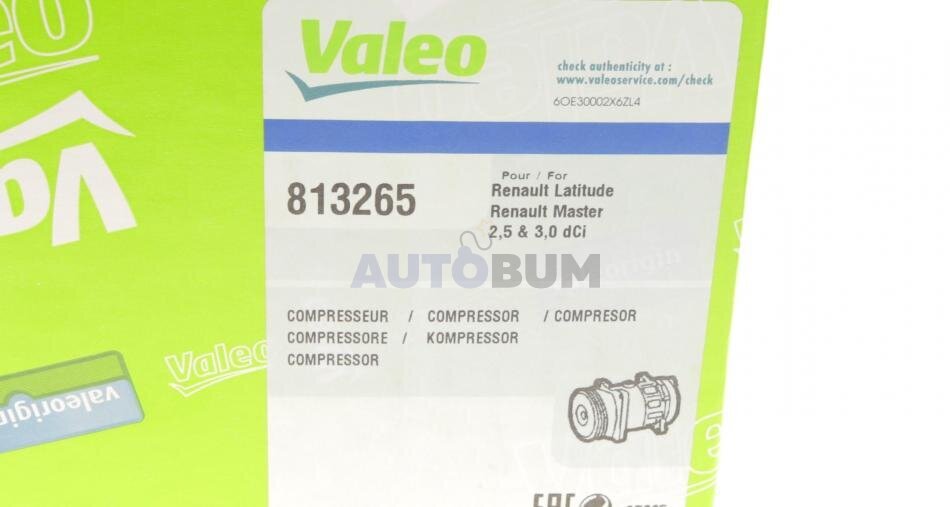 Valeo
check authenticity at :
www.valeoservice.com/check
6OE30002X6ZL4
813265
Pour / For
Renault Latitude
Renault Master
2,5 & 3,0 dCi
AUTOBUM
COMPRESSEUR / COMPRESSOR / COMPRESOR
COMPRESSORE / KOMPRESSOR
COMPRESSOR
Valeo
valeorigin